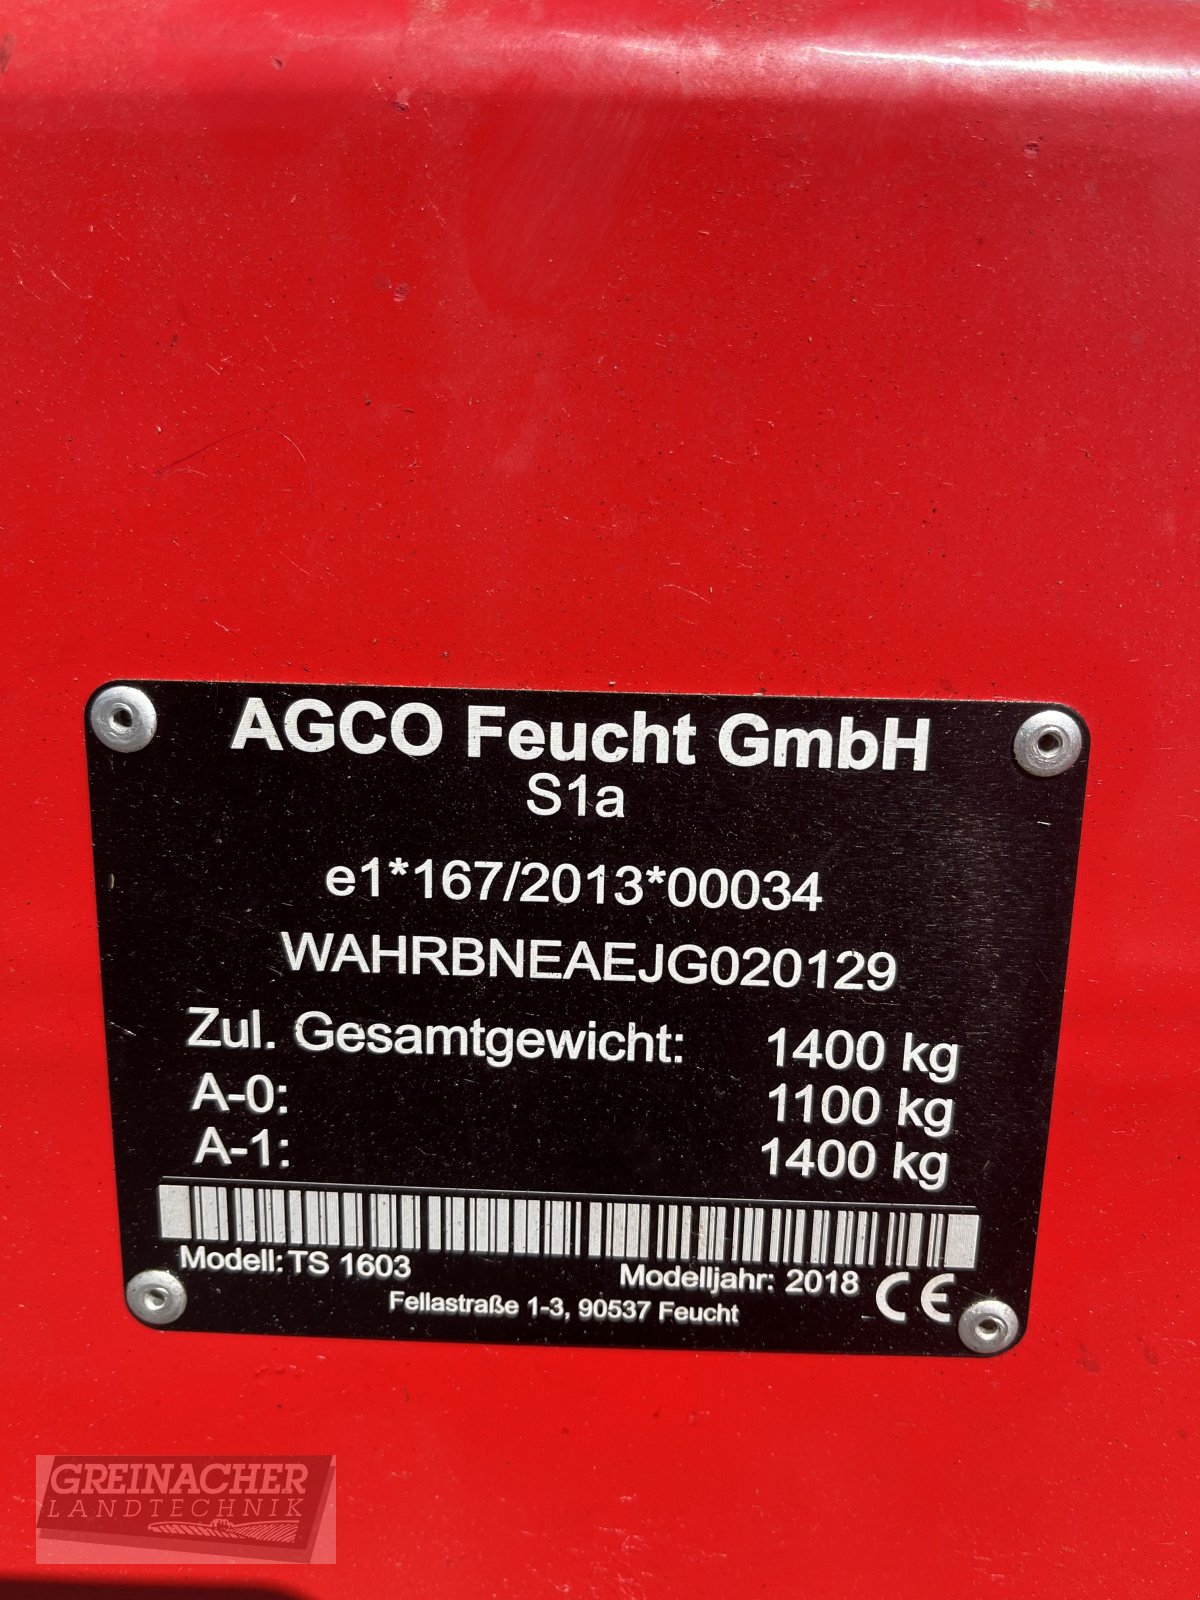 AGCO Feucht GmbH
S1a
e1*167/2013*00034
WAHRBNEAEJG020129
Zul. Gesamtgewicht: 1400 kg
A-0: 1100 kg
A-1: 1400 kg
Modell: TS 1603 Modelljahr: 2018 CE
Fellastraße 1-3, 90537 Feucht
GREINACHER
LANDTECHNIK